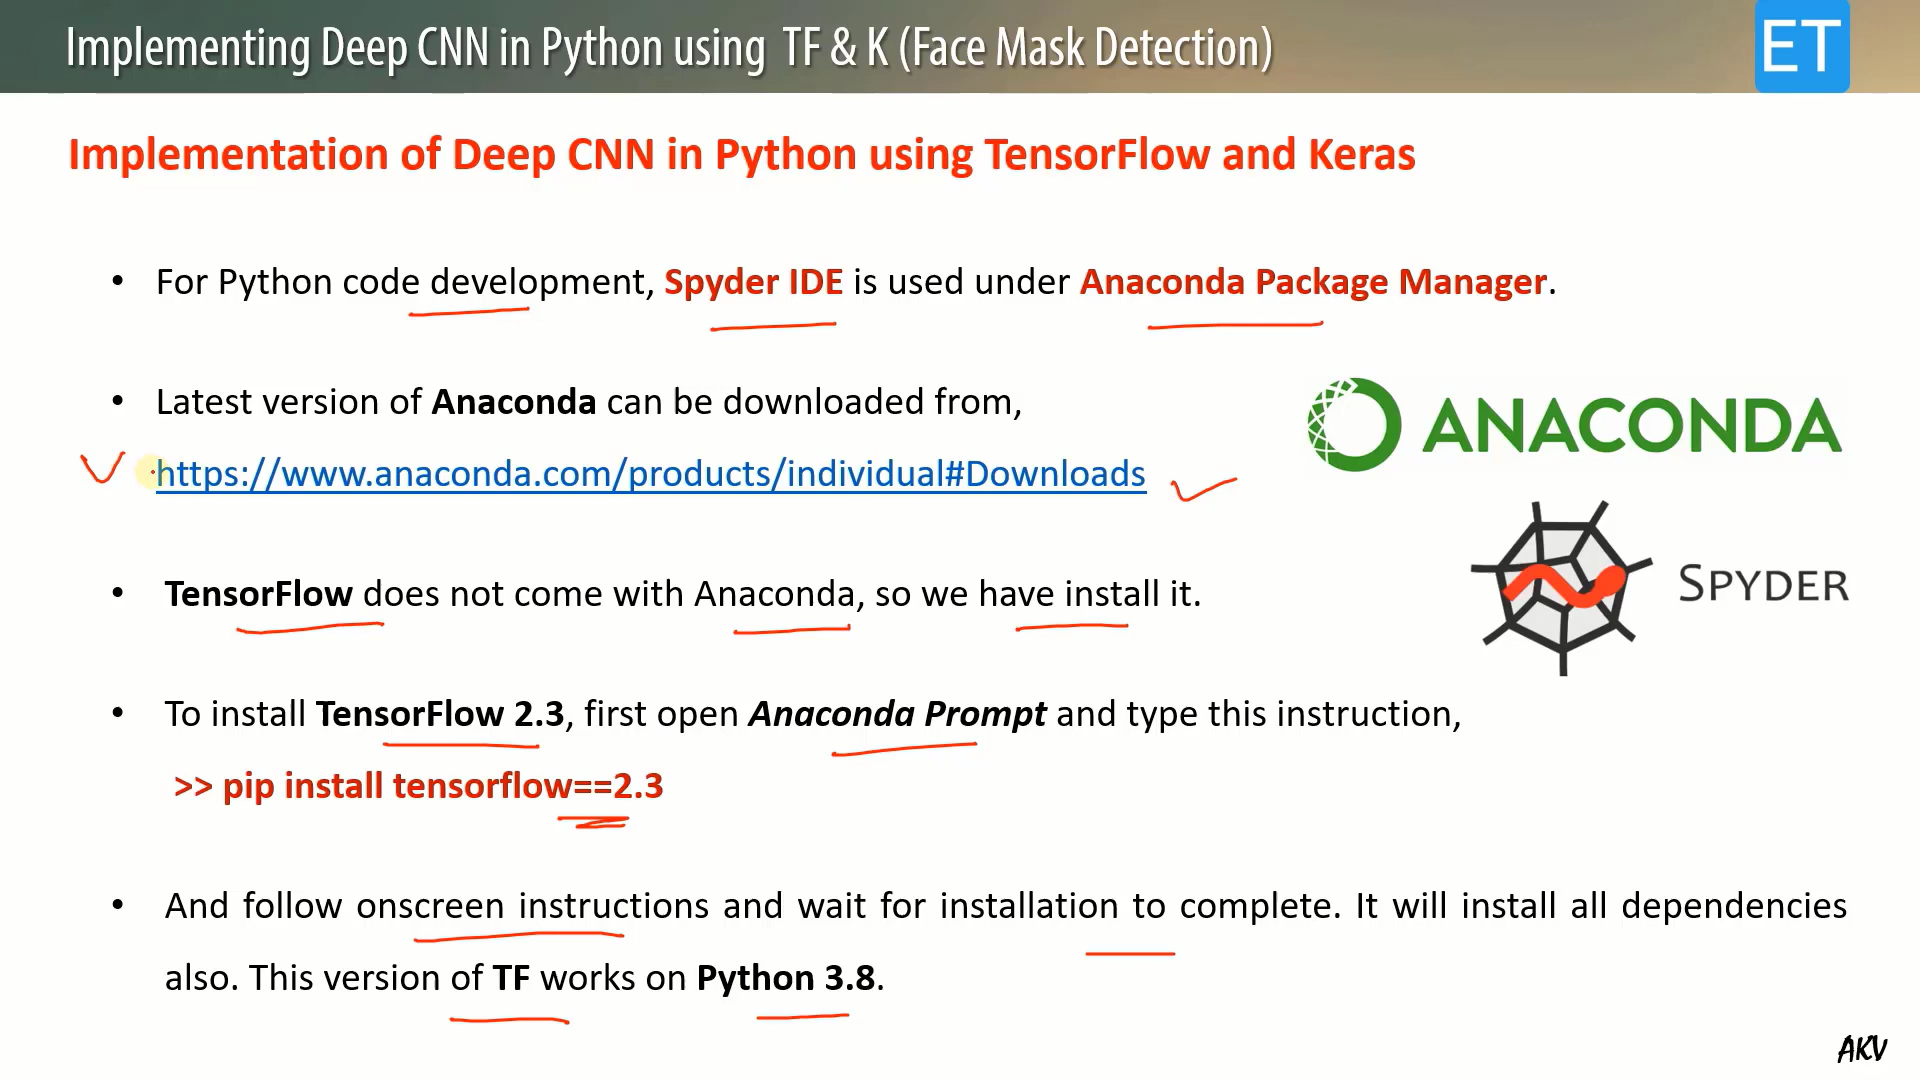 Implementing Deep CNN in Python using TF & K (Face Mask Detection)
ET
Implementation of Deep CNN in Python using TensorFlow and Keras
• For Python code development, Spyder IDE is used under Anaconda Package Manager.
• Latest version of Anaconda can be downloaded from,
https://www.anaconda.com/products/individual#Downloads
ANACONDA
SPYDER
• TensorFlow does not come with Anaconda, so we have install it.
• To install TensorFlow 2.3, first open Anaconda Prompt and type this instruction,
>> pip install tensorflow==2.3
• And follow onscreen instructions and wait for installation to complete. It will install all dependencies
also. This version of TF works on Python 3.8.
AKV